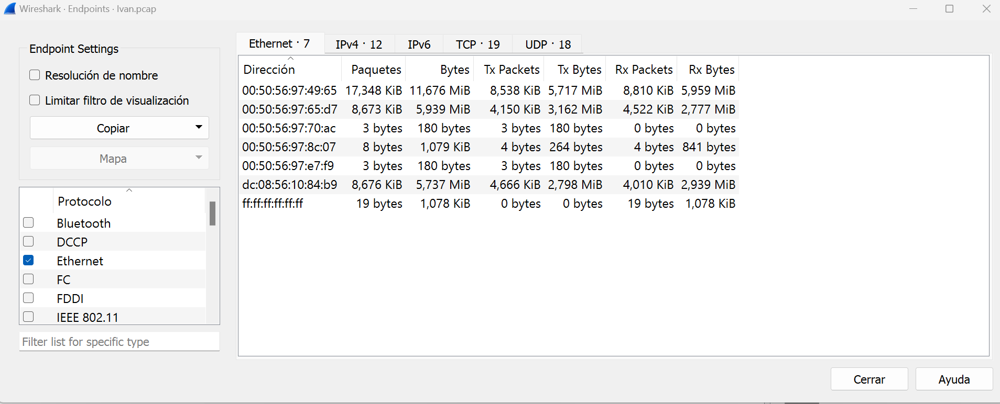 Wireshark · Endpoints · Ivan.pcap
Endpoint Settings
Resolución de nombre
Limitar filtro de visualización
Copiar
Mapa
Protocolo
Bluetooth
DCCP
Ethernet
FC
FDDI
IEEE 802.11
Filter list for specific type
Ethernet · 7 IPv4 · 12 IPv6 TCP · 19 UDP · 18
Dirección Paquetes Bytes Tx Packets Tx Bytes Rx Packets Rx Bytes
00:50:56:97:49:65 17,348 KiB 11,676 MiB 8,538 KiB 5,717 MiB 8,810 KiB 5,959 MiB
00:50:56:97:65:d7 8,673 KiB 5,939 MiB 4,150 KiB 3,162 MiB 4,522 KiB 2,777 MiB
00:50:56:97:70:ac 3 bytes 180 bytes 3 bytes 180 bytes 0 bytes 0 bytes
00:50:56:97:8c:07 8 bytes 1,079 KiB 4 bytes 264 bytes 4 bytes 841 bytes
00:50:56:97:e7:f9 3 bytes 180 bytes 3 bytes 180 bytes 0 bytes 0 bytes
dc:08:56:10:84:b9 8,676 KiB 5,737 MiB 4,666 KiB 2,798 MiB 4,010 KiB 2,939 MiB
ff:ff:ff:ff:ff:ff 19 bytes 1,078 KiB 0 bytes 0 bytes 19 bytes 1,078 KiB
Cerrar
Ayuda